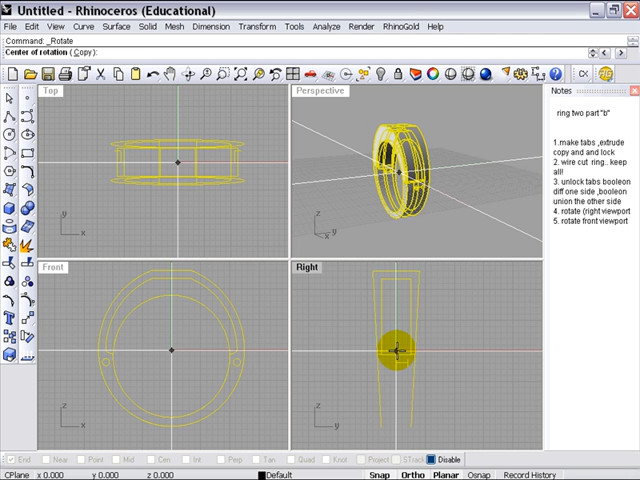 Untitled - Rhinoceros (Educational)
File Edit View Curve Surface Solid Mesh Dimension Transform Tools Analyze Render RhinoGold Help
Command: _Rotate
Center of rotation ( Copy ):
Top
Perspective
Notes
ring two part "b"
1.make tabs ,extrude
copy and and lock
2. wire cut ring.. keep
all!
3. unlock tabs boolean
diff one side ,boolean
union the other side
4. rotate (right viewport
5. rotate front viewport
y
x
z
x
y
Front
Right
z
x
z
y
End Near Point Mid Cen Int Perp Tan Quad Knot Project STrack Disable
CPlane x 0.000 y 0.000 z 0.000 Default Snap Ortho Planar Osnap Record History